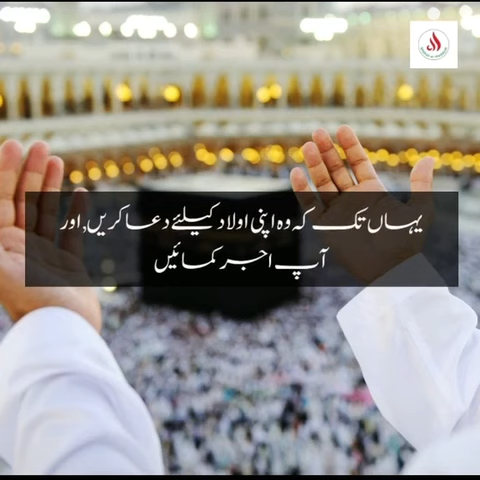 یہاں تک کہ وہ اپنی اولاد کیلئے دعا کریں, اور
آپ اجر کمائیں